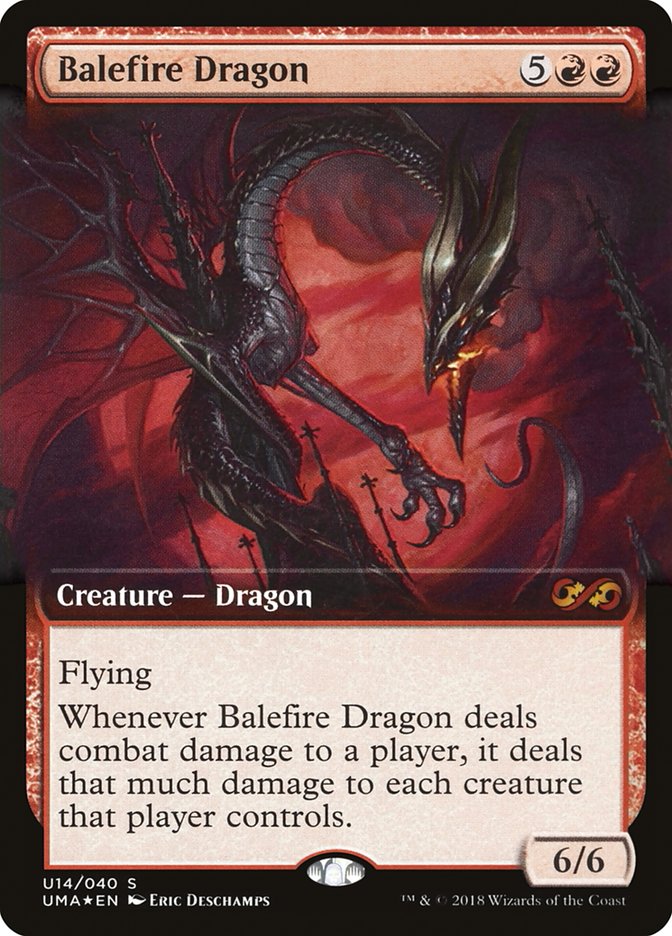 Balefire Dragon 5
Creature — Dragon
Flying
Whenever Balefire Dragon deals
combat damage to a player, it deals
that much damage to each creature
that player controls.
6/6
U14/040 S
UMA★EN Eric Deschamps
™ & © 2018 Wizards of the Coast